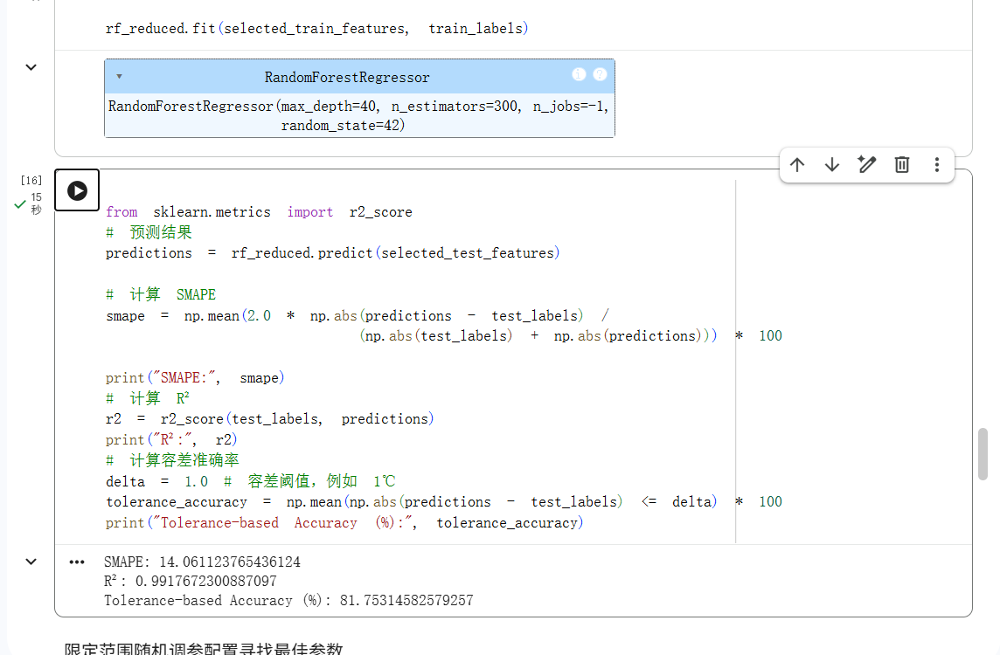 rf_reduced.fit(selected_train_features, train_labels)
RandomForestRegressor
RandomForestRegressor(max_depth=40, n_estimators=300, n_jobs=-1,
random_state=42)
[16]
15
秒
from sklearn.metrics import r2_score
# 预测结果
predictions = rf_reduced.predict(selected_test_features)
# 计算 SMAPE
smape = np.mean(2.0 * np.abs(predictions - test_labels) /
(np.abs(test_labels) + np.abs(predictions))) * 100
print("SMAPE:", smape)
# 计算 R²
r2 = r2_score(test_labels, predictions)
print("R²:", r2)
# 计算容差准确率
delta = 1.0 # 容差阈值，例如 1℃
tolerance_accuracy = np.mean(np.abs(predictions - test_labels) <= delta) * 100
print("Tolerance-based Accuracy (%):", tolerance_accuracy)
SMAPE: 14.061123765436124
R²: 0.9917672300887097
Tolerance-based Accuracy (%): 81.75314582579257
限定范围随机调参配置寻找最佳参数